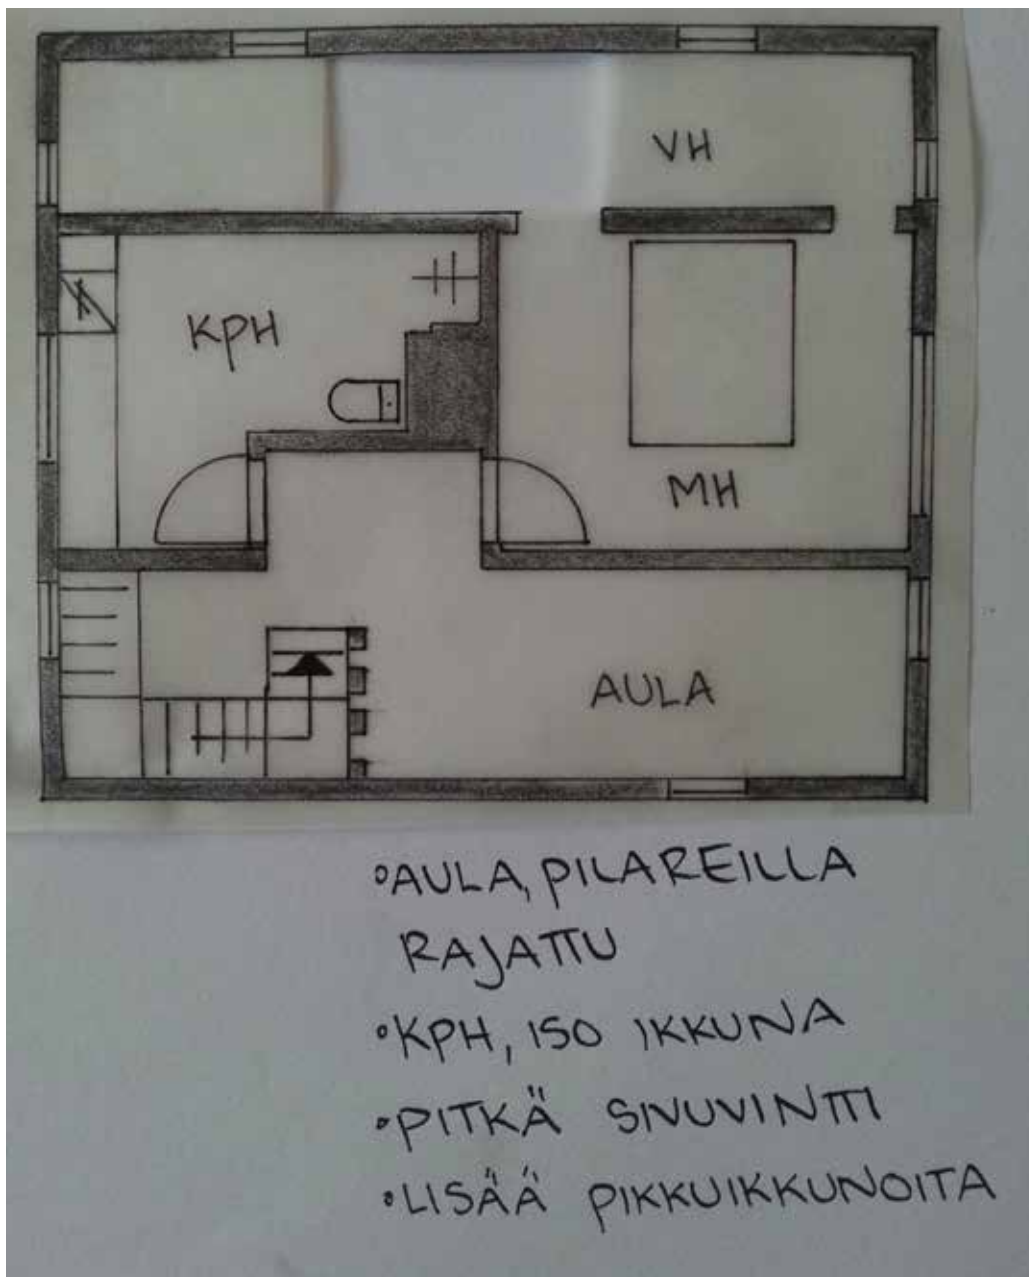 VH
KPH
MH
AULA
•AULA, PILAREILLA
RAJATTU
•KPH, ISO IKKUNA
•PITKÄ SIVUVINTTI
•LISÄÄ PIKKUIKKUNOITA